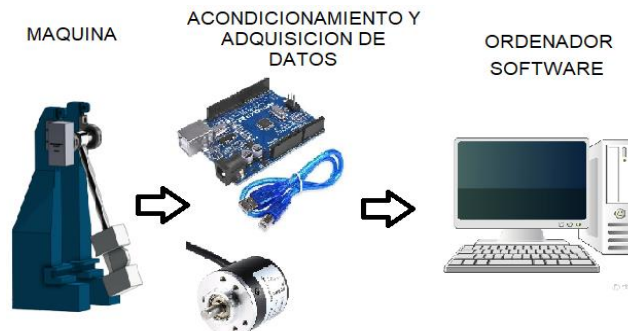 MAQUINA
ACONDICIONAMIENTO Y
ADQUISICION DE
DATOS
ORDENADOR
SOFTWARE